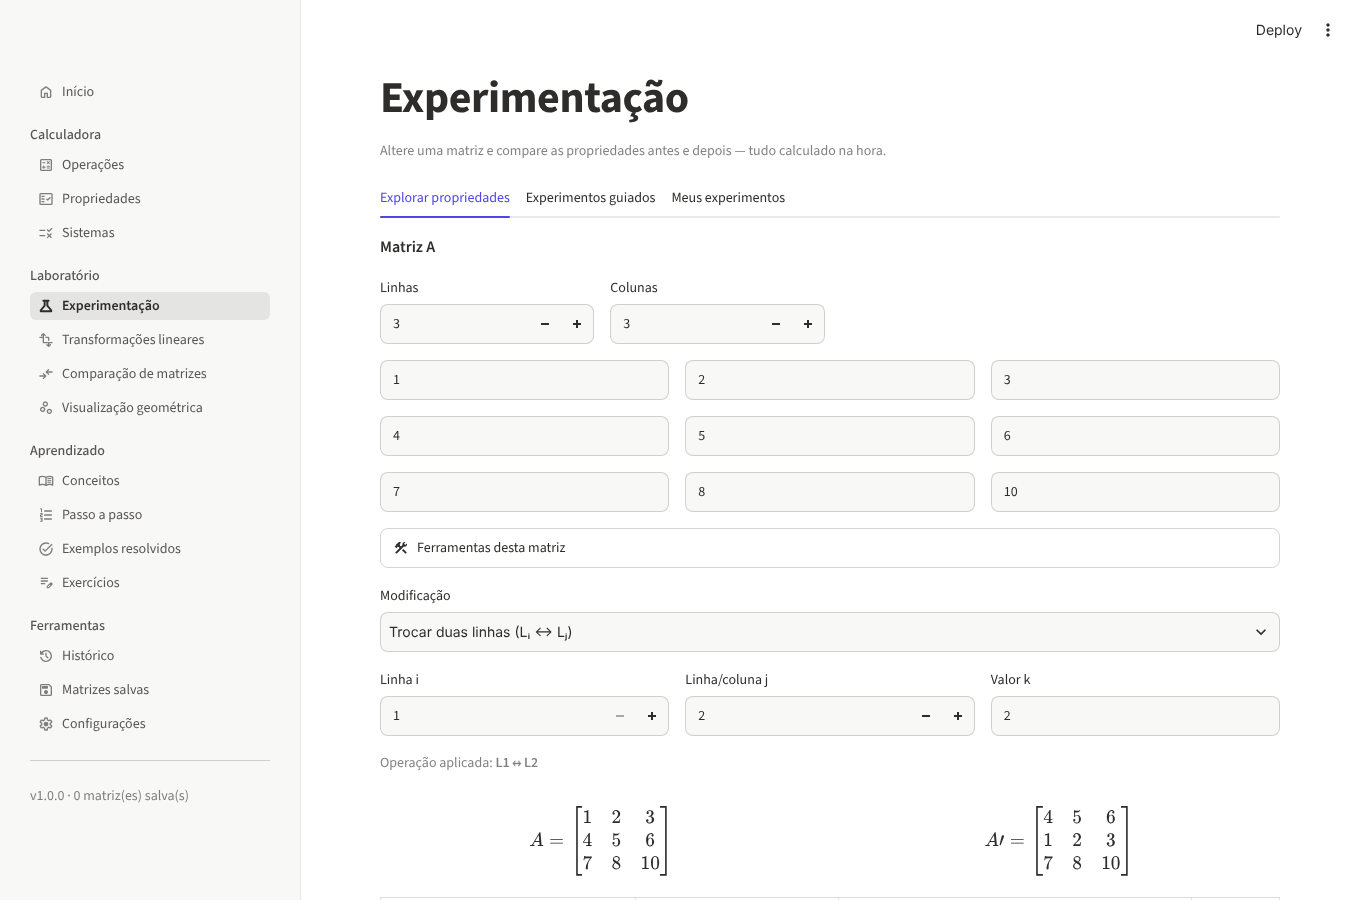 Deploy
Início
Calculadora
Operações
Propriedades
Sistemas
Laboratório
Experimentação
Transformações lineares
Comparação de matrizes
Visualização geométrica
Aprendizado
Conceitos
Passo a passo
Exemplos resolvidos
Exercícios
Ferramentas
Histórico
Matrizes salvas
Configurações
v1.0.0 · 0 matriz(es) salva(s)
Experimentação
Altere uma matriz e compare as propriedades antes e depois — tudo calculado na hora.
Explorar propriedades Experimentos guiados Meus experimentos
Matriz A
Linhas Colunas
3 − + 3 − +
1 2 3
4 5 6
7 8 10
Ferramentas desta matriz
Modificação
Trocar duas linhas (Lᵢ ↔ Lⱼ)
Linha i Linha/coluna j Valor k
1 − + 2 − + 2
Operação aplicada: L1 ↔ L2
1 2 3 4 5 6
A = 4 5 6 A′ = 1 2 3
7 8 10 7 8 10